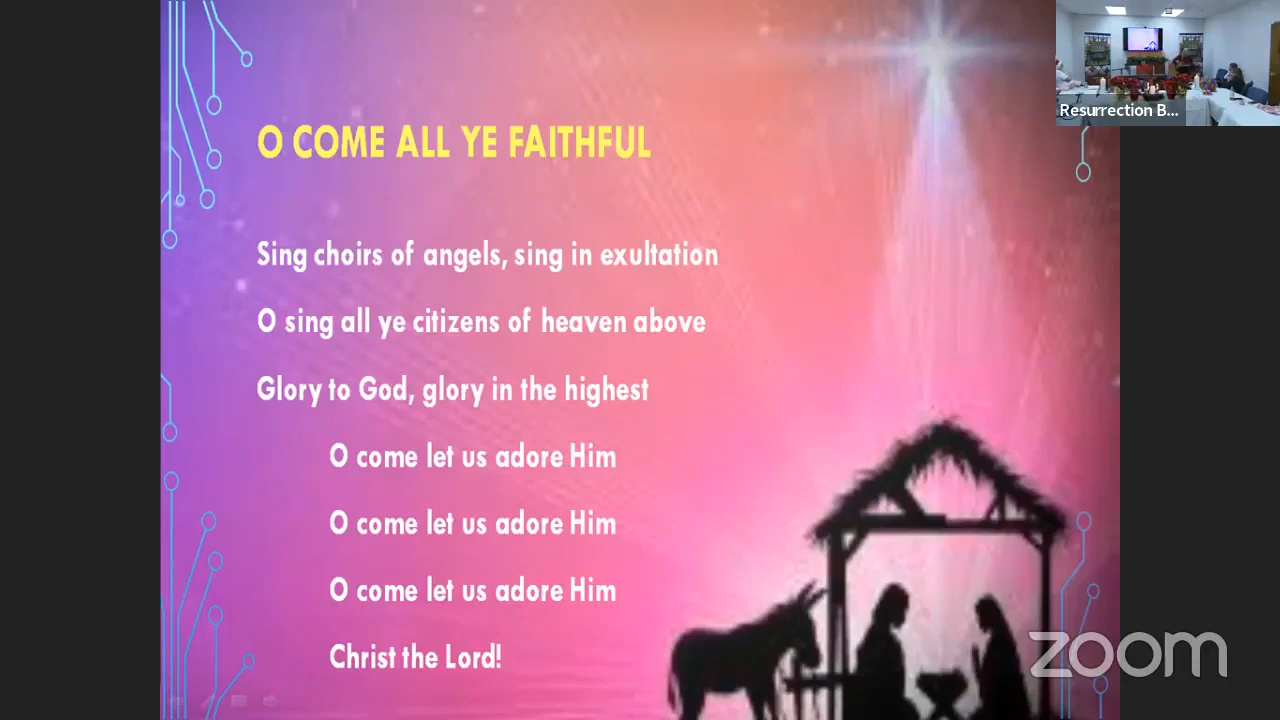 O COME ALL YE FAITHFUL
Sing choirs of angels, sing in exultation
O sing all ye citizens of heaven above
Glory to God, glory in the highest
O come let us adore Him
O come let us adore Him
O come let us adore Him
Christ the Lord!
Resurrection B...
zoom